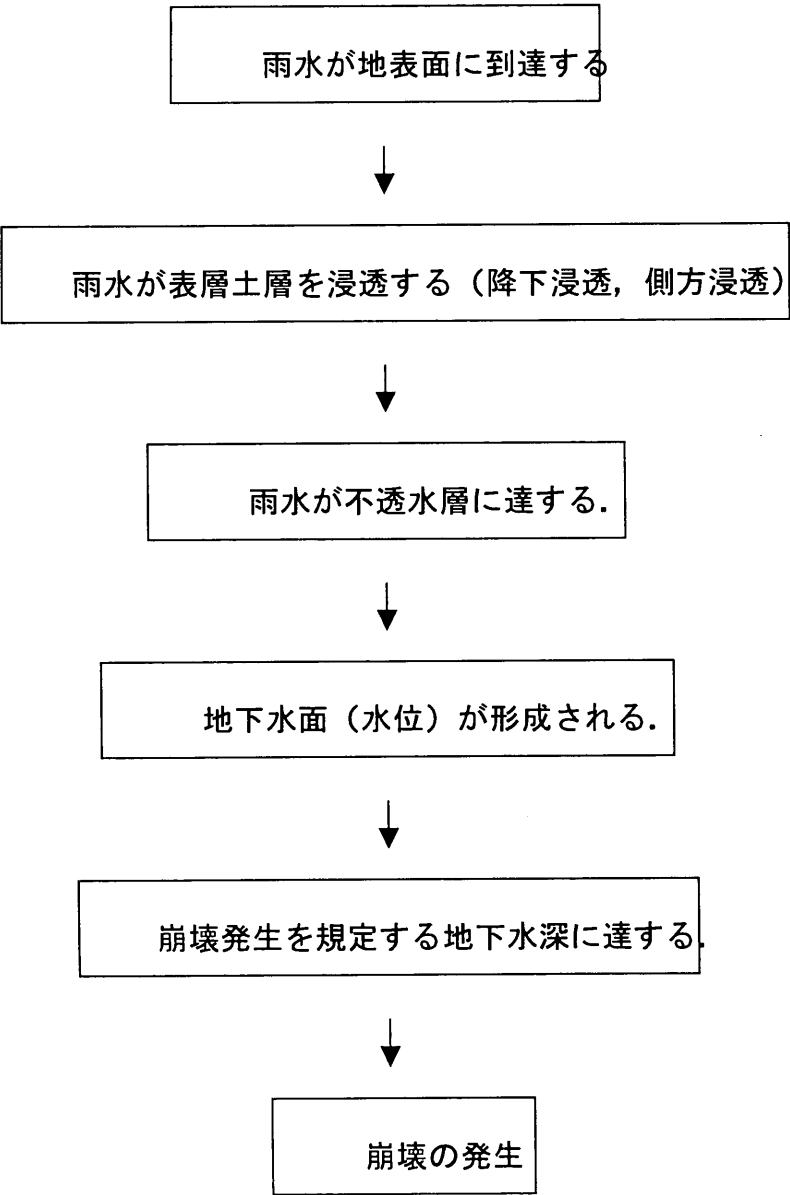 雨水が地表面に到達する
雨水が表層土層を浸透する（降下浸透，側方浸透）
雨水が不透水層に達する．
地下水面（水位）が形成される．
崩壊発生を規定する地下水深に達する．
崩壊の発生